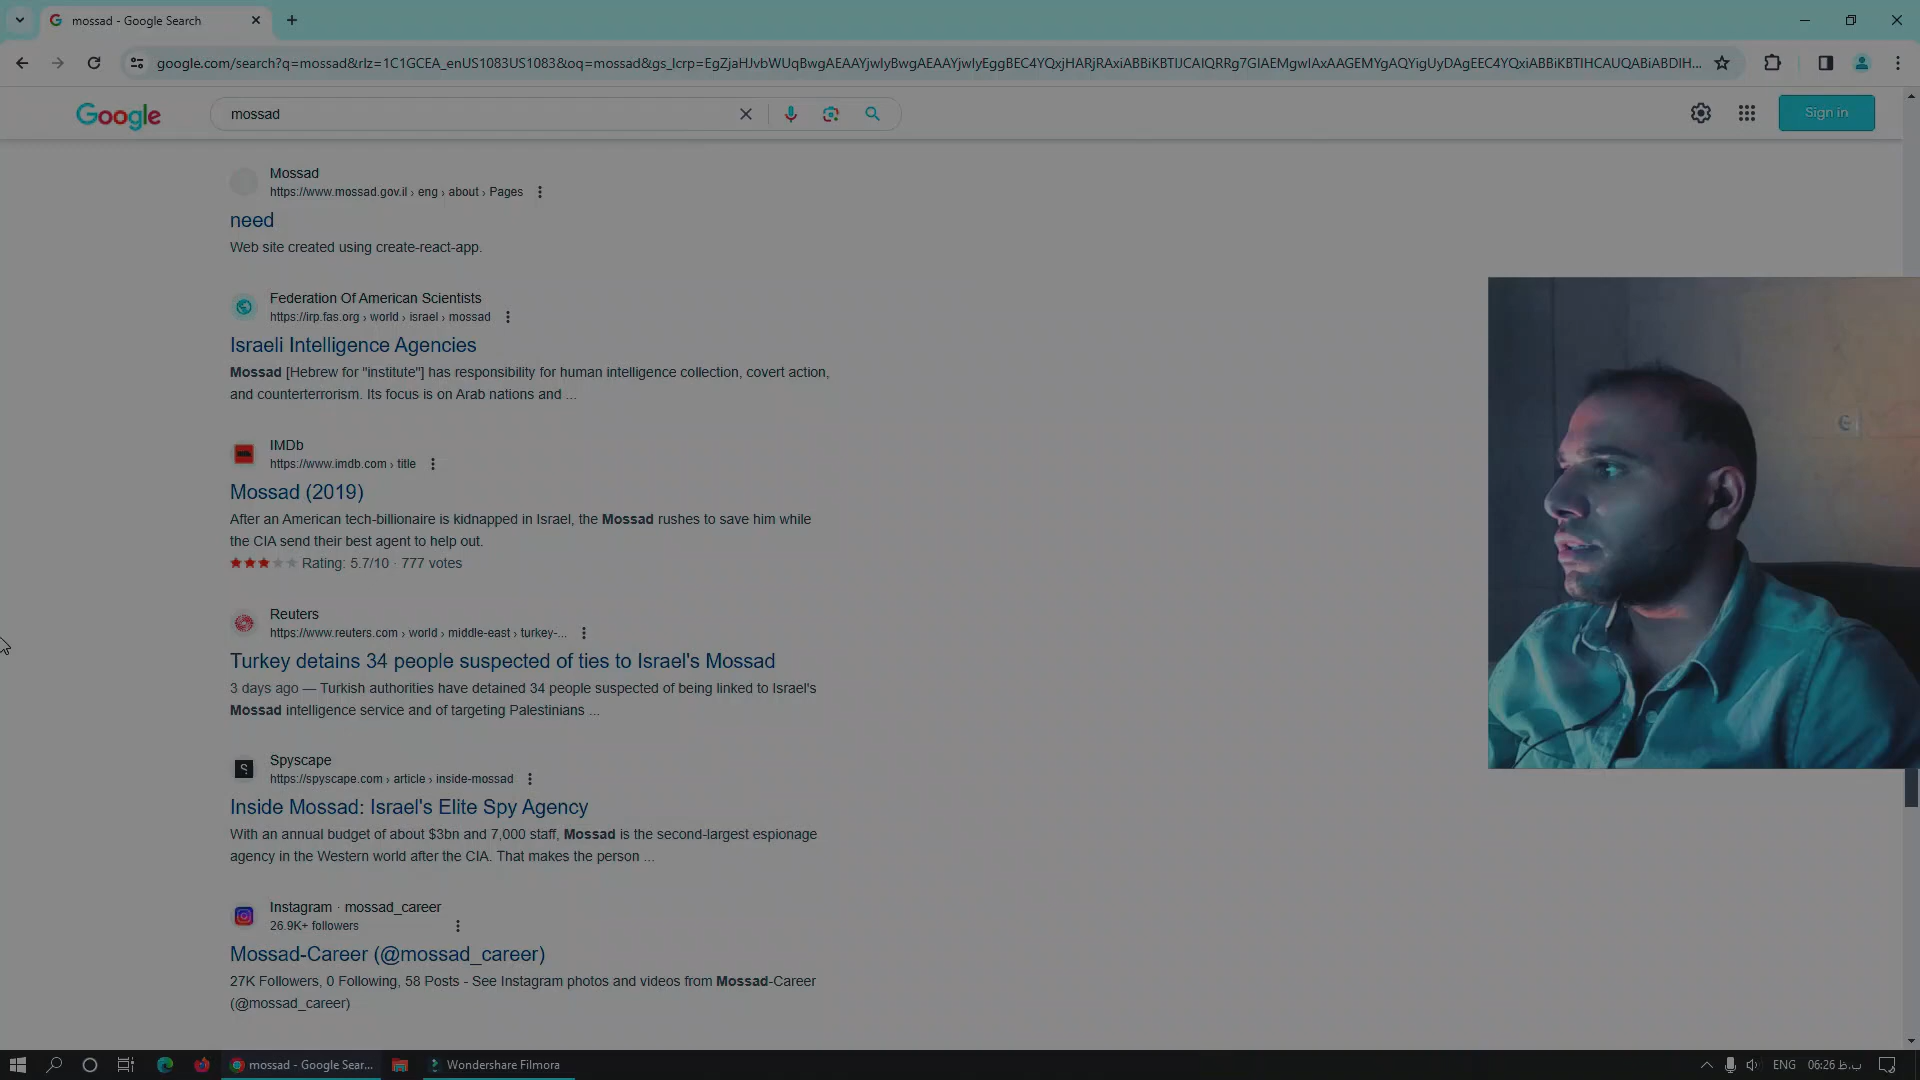 mossad - Google Search
google.com/search?q=mossad&rlz=1C1GCEA_enUS1083US1083&oq=mossad&gs_lcrp=
Google
mossad
Sign in
Mossad
https://www.mossad.gov.il › eng › about › Pages
need
Web site created using create-react-app.
Federation Of American Scientists
https://irp.fas.org › world › israel › mossad
Israeli Intelligence Agencies
Mossad [Hebrew for "institute"] has responsibility for human intelligence collection, covert action,
and counterterrorism. Its focus is on Arab nations and ...
IMDb
https://www.imdb.com › title
Mossad (2019)
After an American tech-billionaire is kidnapped in Israel, the Mossad rushes to save him while
the CIA send their best agent to help out.
Rating: 5.7/10 · 777 votes
Reuters
https://www.reuters.com › world › middle-east › turkey-...
Turkey detains 34 people suspected of ties to Israel's Mossad
3 days ago — Turkish authorities have detained 34 people suspected of being linked to Israel's
Mossad intelligence service and of targeting Palestinians ...
Spyscape
https://spyscape.com › article › inside-mossad
Inside Mossad: Israel's Elite Spy Agency
With an annual budget of about $3bn and 7,000 staff, Mossad is the second-largest espionage
agency in the Western world after the CIA. That makes the person ...
Instagram · mossad_career
26.9K+ followers
Mossad-Career (@mossad_career)
27K Followers, 0 Following, 58 Posts - See Instagram photos and videos from Mossad-Career
(@mossad_career)
mossad - Google Sear...
Wondershare Filmora
ENG
06:26 ب.ظ